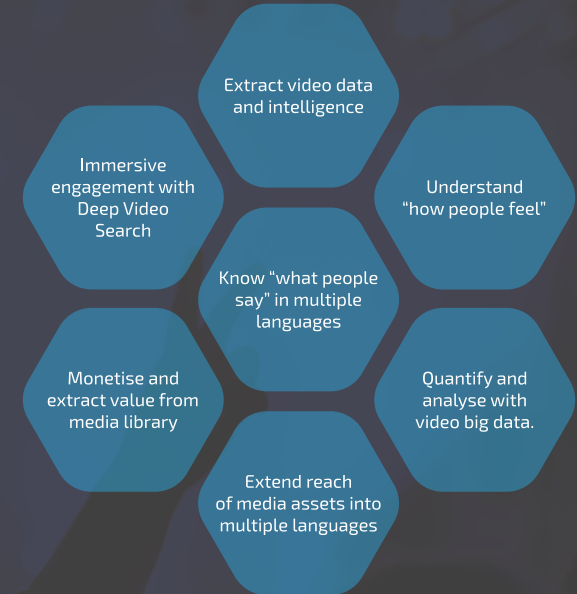 Extract video data
and intelligence
Immersive
engagement with
Deep Video
Search
Understand
“how people feel”
Know “what people
say” in multiple
languages
Monetise and
extract value from
media library
Quantify and
analyse with
video big data.
Extend reach
of media assets into
multiple languages